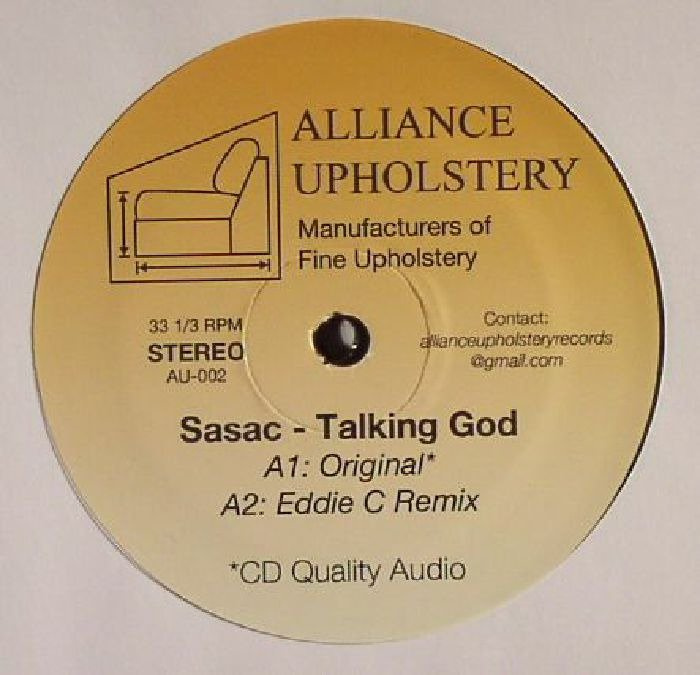 ALLIANCE
UPHOLSTERY
Manufacturers of
Fine Upholstery
33 1/3 RPM
STEREO
AU-002
Contact:
allianceupholsteryrecords
@gmail.com
Sasac - Talking God
A1: Original*
A2: Eddie C Remix
*CD Quality Audio